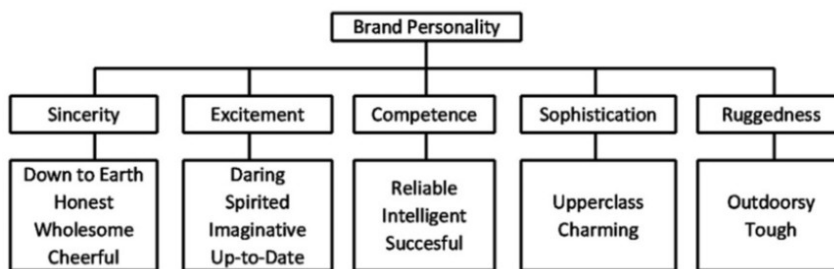 Brand Personality
Sincerity
Excitement
Competence
Sophistication
Ruggedness
Down to Earth
Honest
Wholesome
Cheerful
Daring
Spirited
Imaginative
Up-to-Date
Reliable
Intelligent
Succesful
Upperclass
Charming
Outdoorsy
Tough